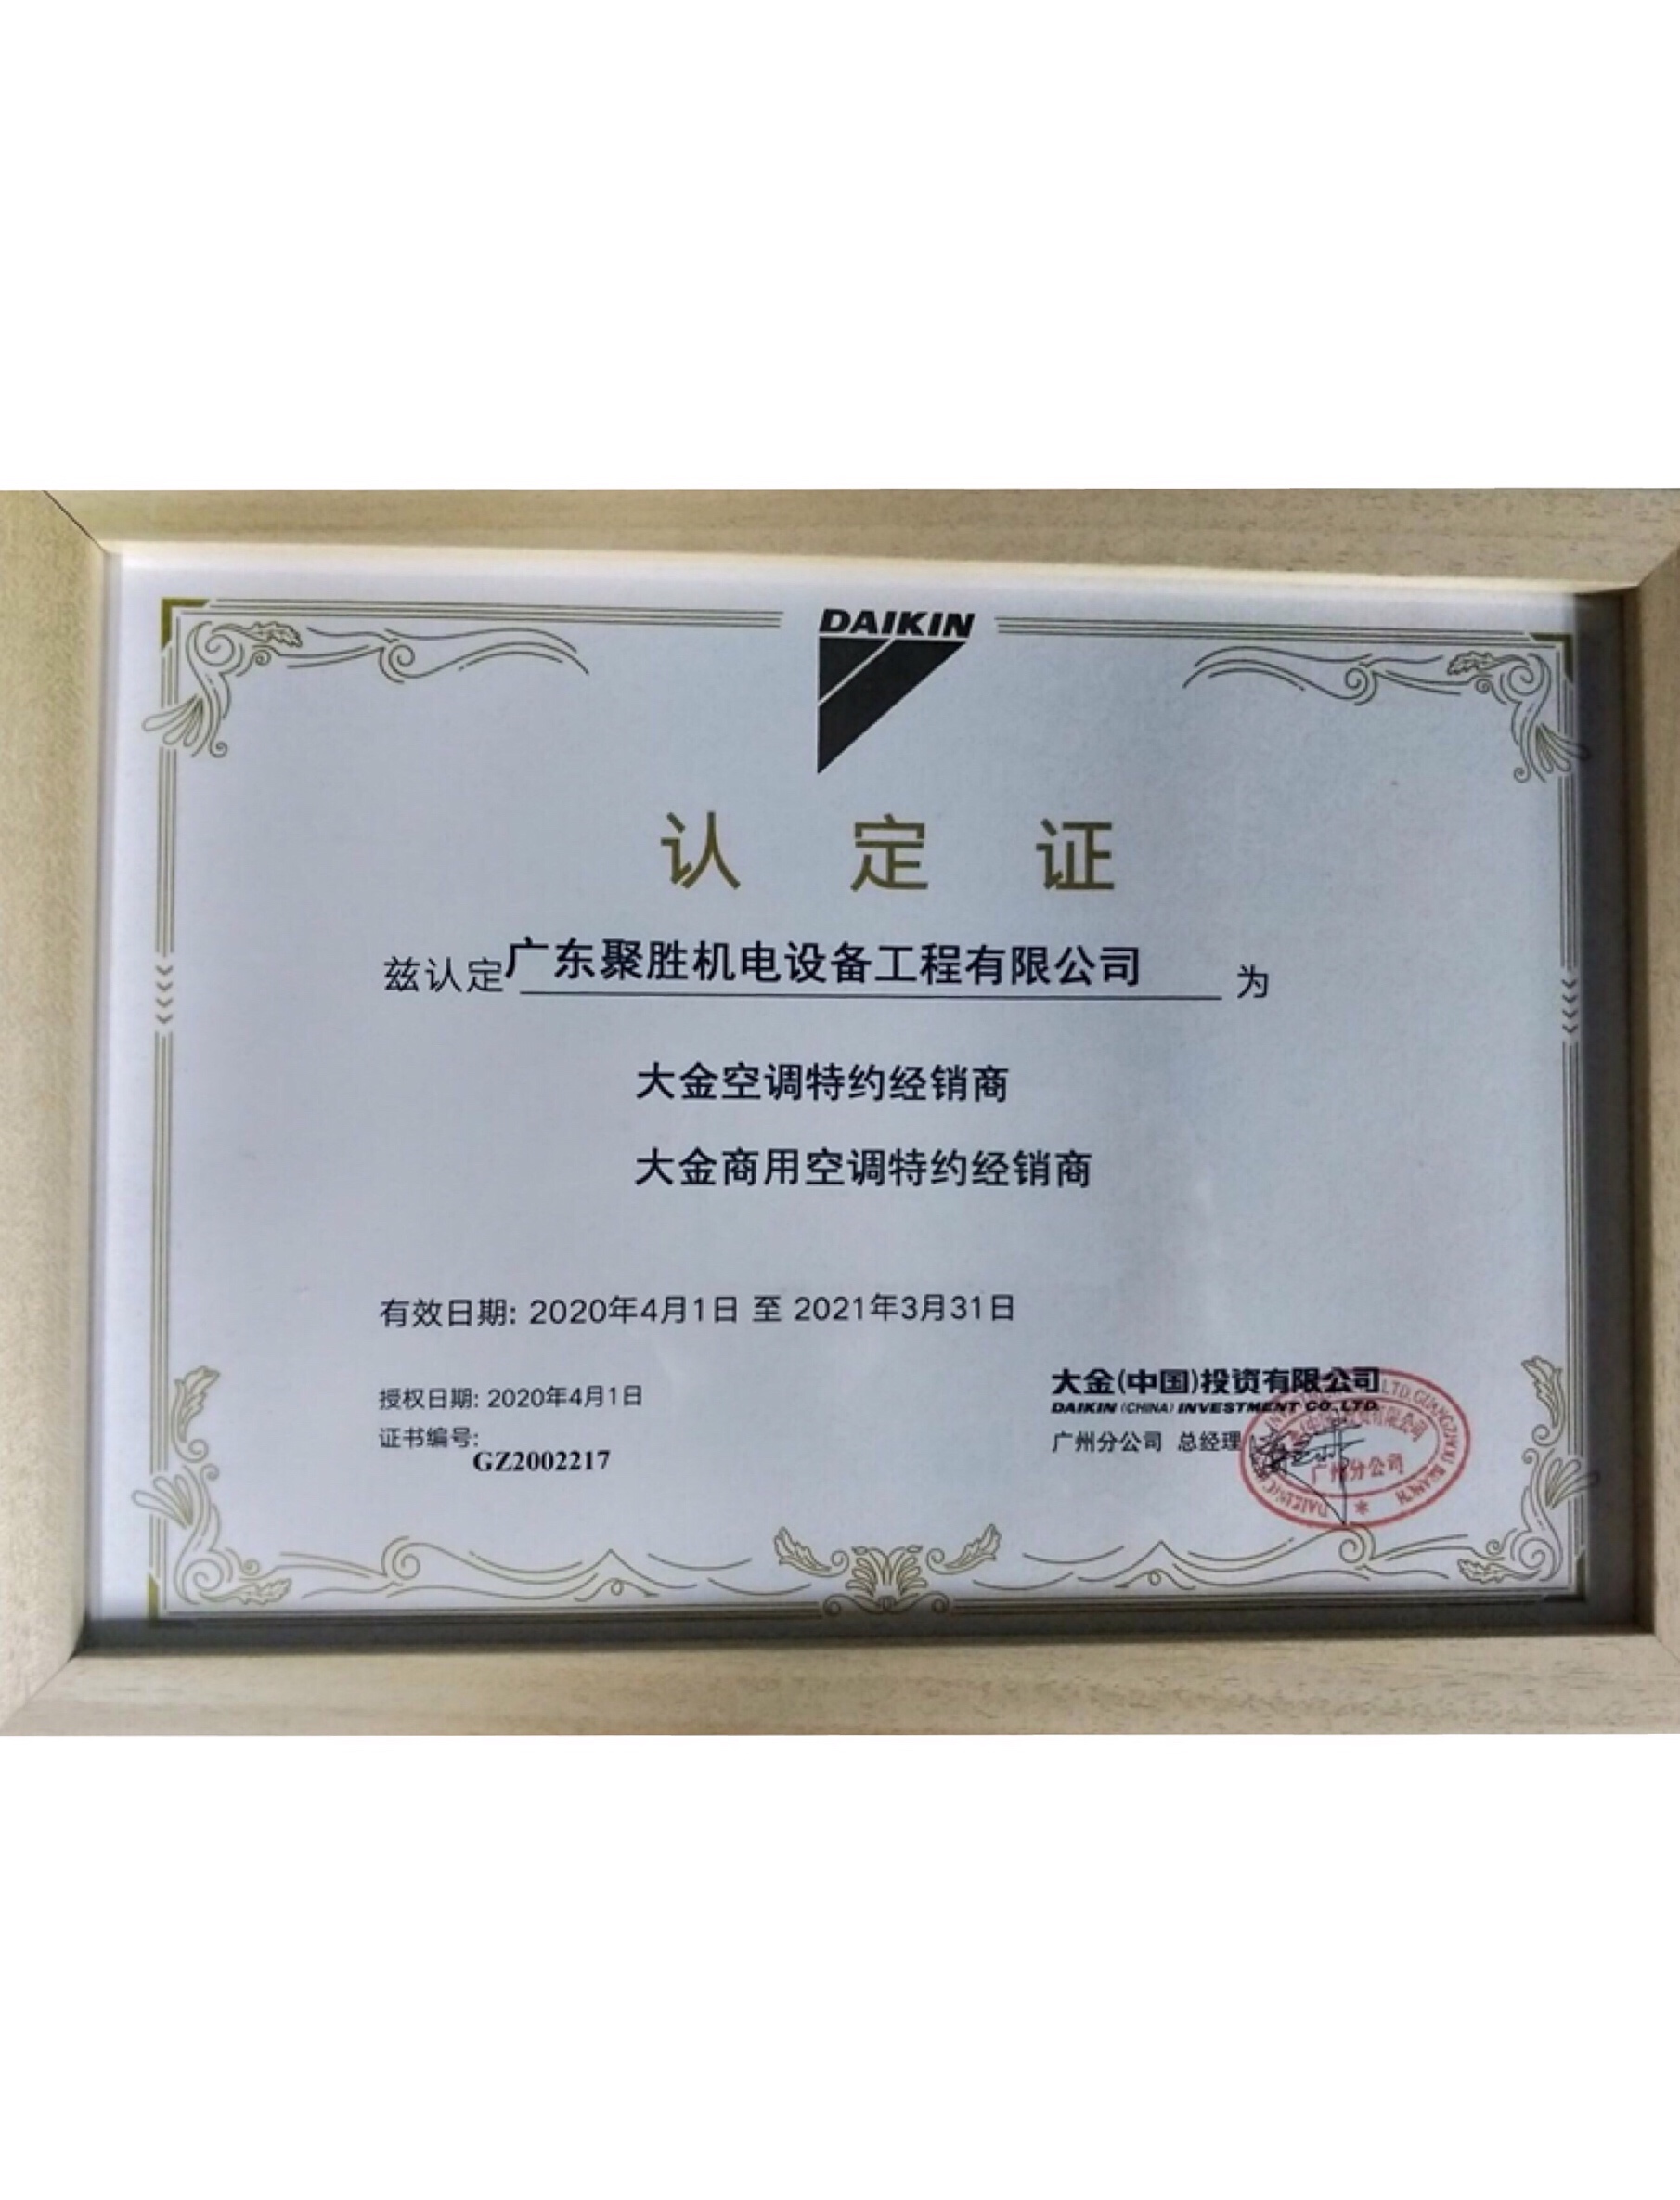 DAIKIN
认 定 证
兹认定 广东聚胜机电设备工程有限公司 为
大金空调特约经销商
大金商用空调特约经销商
有效日期: 2020年4月1日 至 2021年3月31日
授权日期: 2020年4月1日
证书编号:
GZ2002217
大金(中国)投资有限公司
DAIKIN (CHINA) INVESTMENT CO.,LTD.
广州分公司 总经理
广州分公司